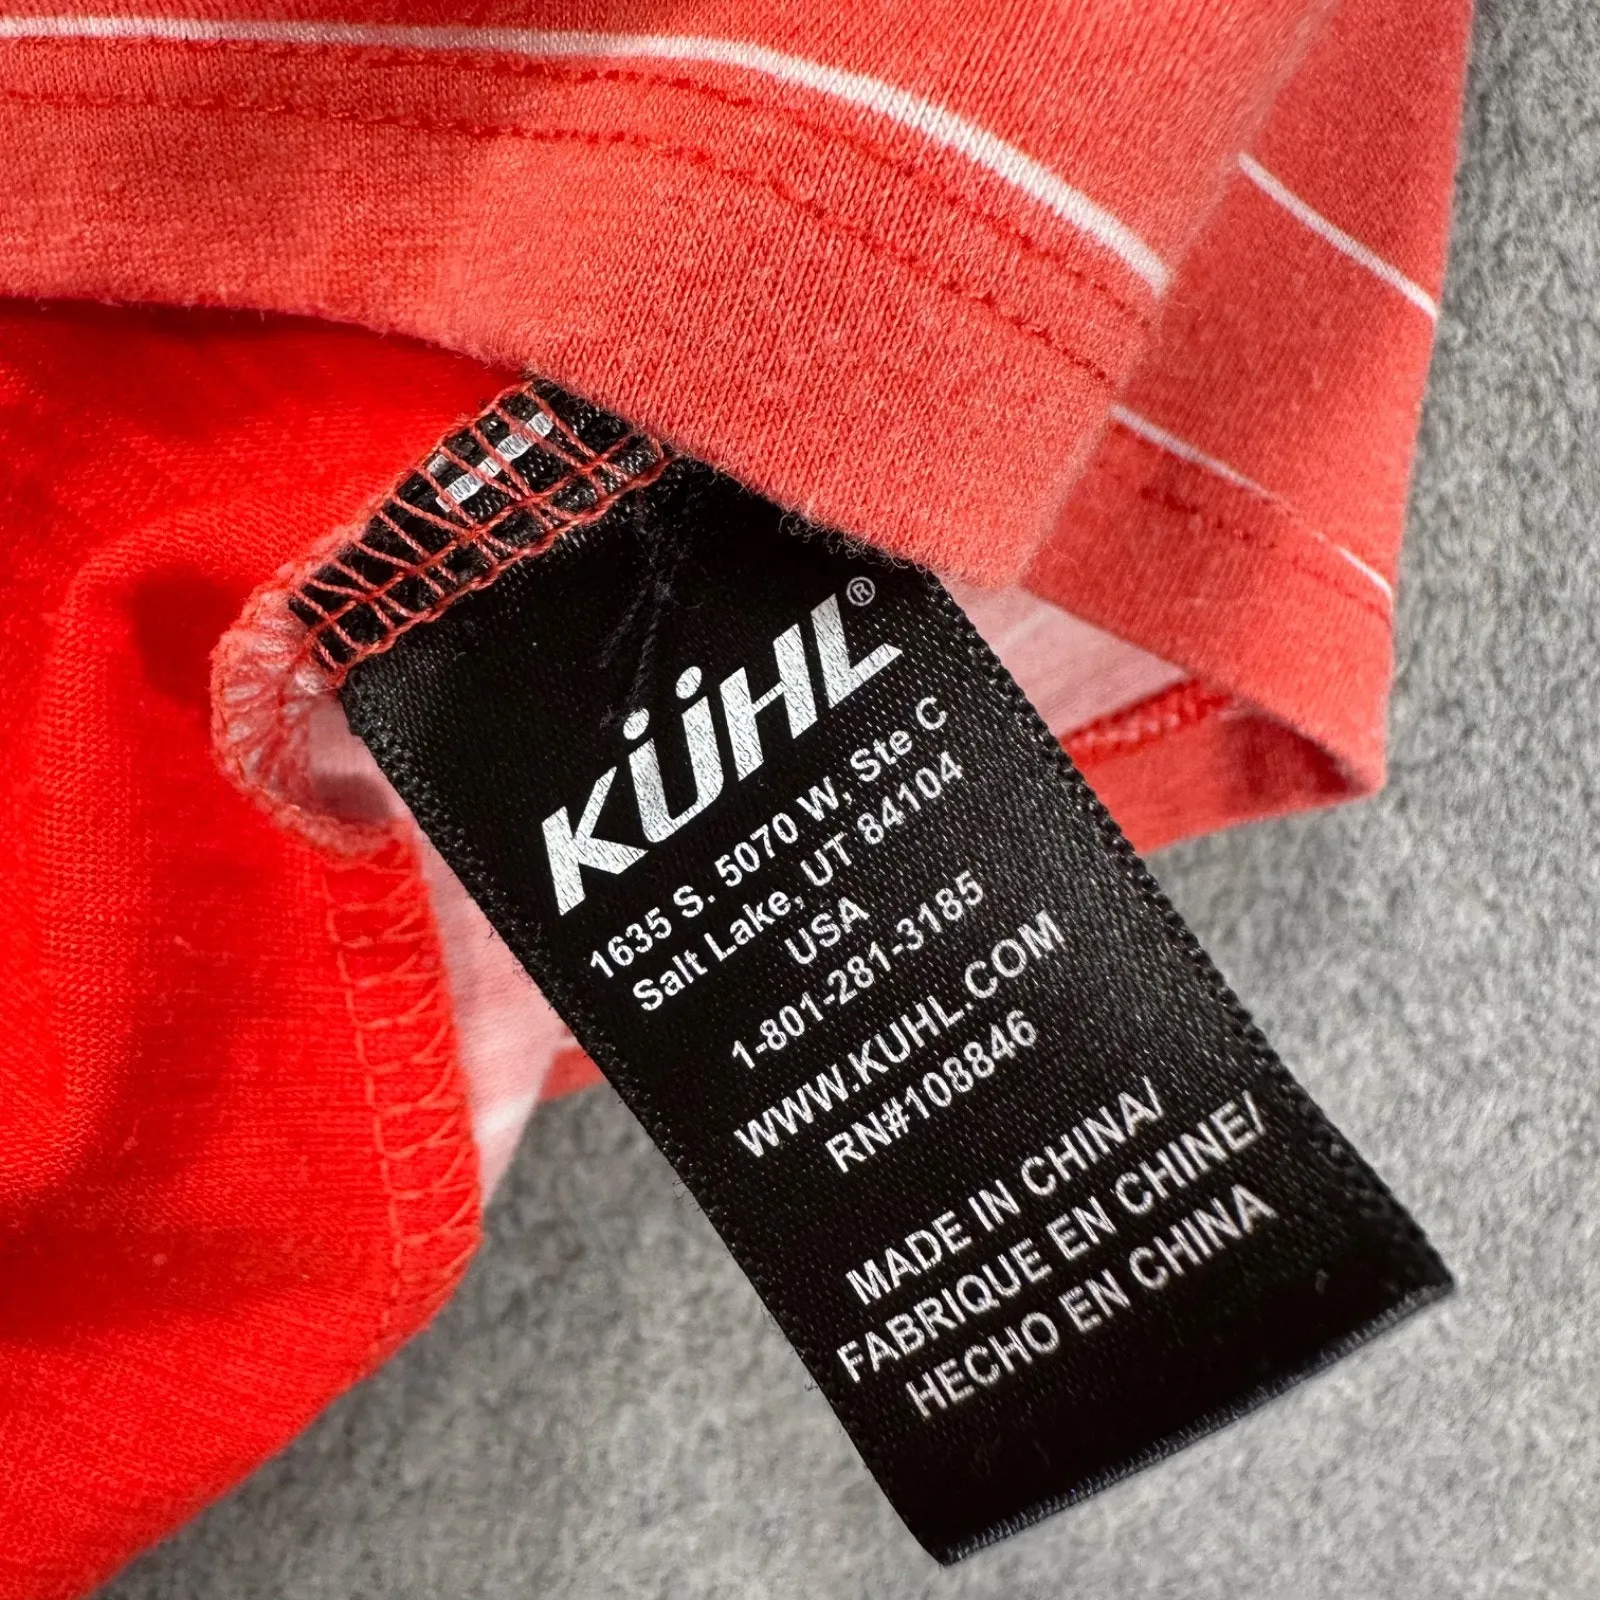 KÜHL®
1635 S. 5070 W, Ste C
Salt Lake, UT 84104
USA
1-801-281-3185
WWW.KUHL.COM
RN#108846
MADE IN CHINA/
FABRIQUE EN CHINE/
HECHO EN CHINA